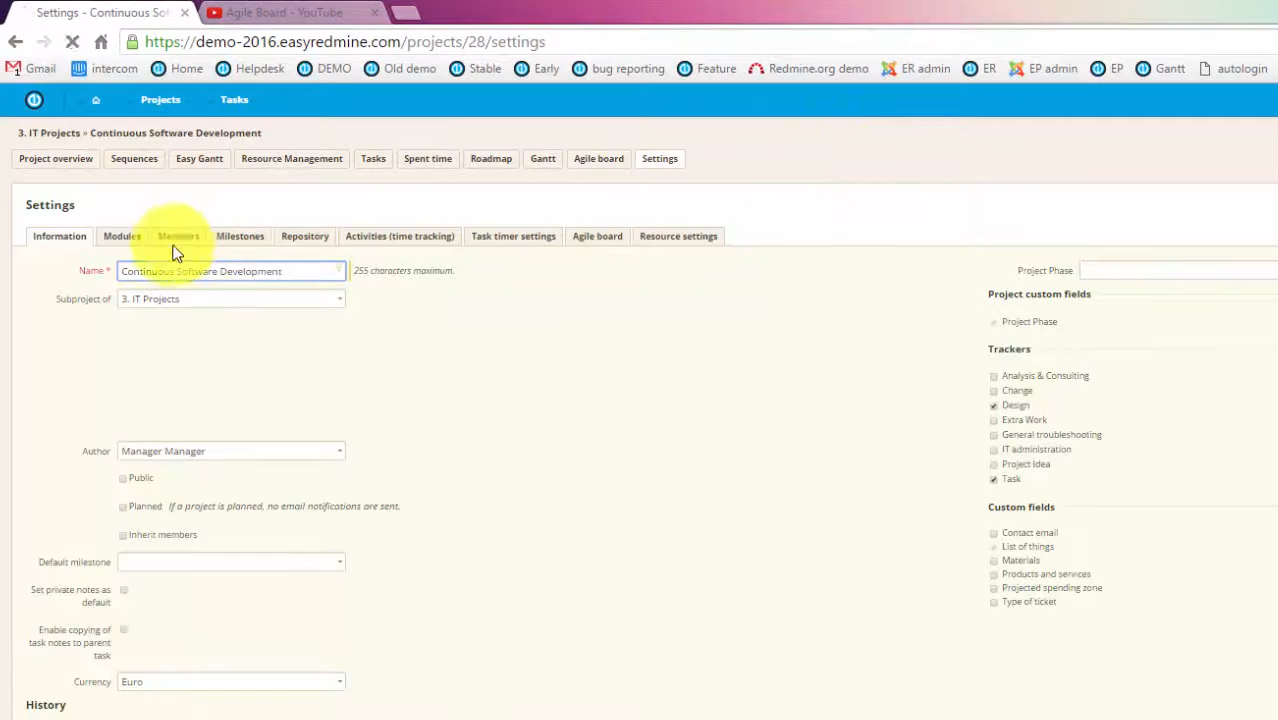 Settings - Continuous Sof
Agile Board - YouTube
https://demo-2016.easyredmine.com/projects/28/settings
Gmail intercom Home Helpdesk DEMO Old demo Stable Early bug reporting Feature Redmine.org demo ER admin ER EP admin EP Gantt autologin
Projects Tasks
3. IT Projects » Continuous Software Development
Project overview Sequences Easy Gantt Resource Management Tasks Spent time Roadmap Gantt Agile board Settings
Settings
Information Modules Members Milestones Repository Activities (time tracking) Task timer settings Agile board Resource settings
Name * Continuous Software Development 255 characters maximum.
Project Phase
Subproject of 3. IT Projects
Project custom fields
Project Phase
Trackers
Analysis & Consulting
Change
Design
Extra Work
General troubleshooting
IT administration
Project Idea
Task
Author Manager Manager
Public
Planned If a project is planned, no email notifications are sent.
Inherit members
Custom fields
Contact email
List of things
Materials
Products and services
Projected spending zone
Type of ticket
Default milestone
Set private notes as
default
Enable copying of
task notes to parent
task
Currency Euro
History